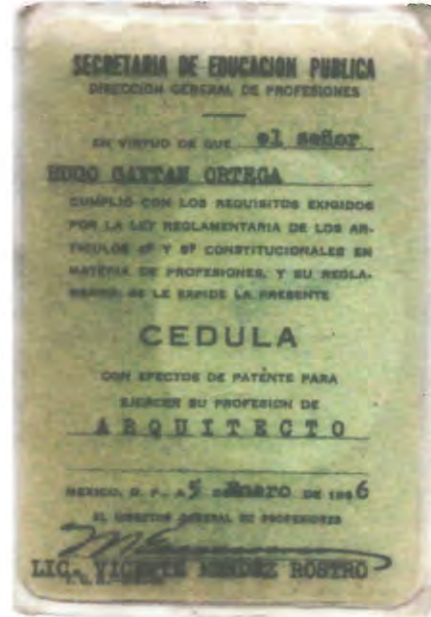 SECRETARIA DE EDUCACION PUBLICA
DIRECCION GENERAL DE PROFESIONES
EN VIRTUD DE QUE el señor
HUGO GAYTAN ORTEGA
CUMPLIO CON LOS REQUISITOS EXIGIDOS
POR LA LEY REGLAMENTARIA DE LOS AR-
TICULOS 4º Y 5º CONSTITUCIONALES EN
MATERIA DE PROFESIONES, Y SU REGLA-
MENTO, SE LE EXPIDE LA PRESENTE
CEDULA
CON EFECTOS DE PATENTE PARA
EJERCER SU PROFESION DE
ARQUITECTO
MEXICO, D. F., A 5 DE Enero DE 19 6
EL DIRECTOR GENERAL DE PROFESIONES
LIC. VICENTE MENDEZ ROSTRO